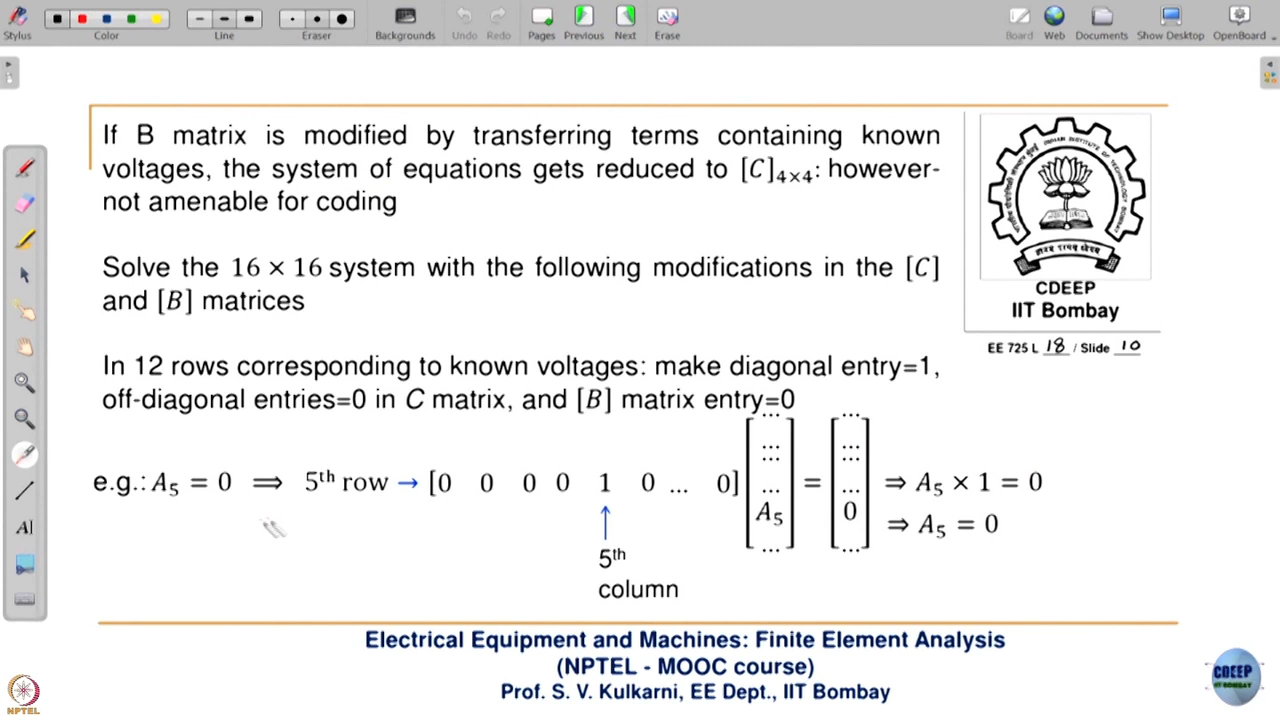 Stylus Color Line Eraser Backgrounds Undo Redo Pages Previous Next Erase Board Web Documents Show Desktop OpenBoard
If B matrix is modified by transferring terms containing known
voltages, the system of equations gets reduced to [C]₄ₓ₄: however-
not amenable for coding
Solve the 16 × 16 system with the following modifications in the [C]
and [B] matrices
In 12 rows corresponding to known voltages: make diagonal entry=1,
off-diagonal entries=0 in C matrix, and [B] matrix entry=0
e.g.: A₅ = 0 ⟹ 5ᵗʰ row → [0 0 0 0 1 0 ... 0] [... ... ... ... A₅ ...] = [... ... ... ... 0 ...] ⇒ A₅ × 1 = 0
⇒ A₅ = 0
↑
5ᵗʰ
column
CDEEP
IIT Bombay
EE 725 L 18 / Slide 10
AI
Electrical Equipment and Machines: Finite Element Analysis
(NPTEL - MOOC course)
Prof. S. V. Kulkarni, EE Dept., IIT Bombay
NPTEL
CDEEP
IIT BOMBAY